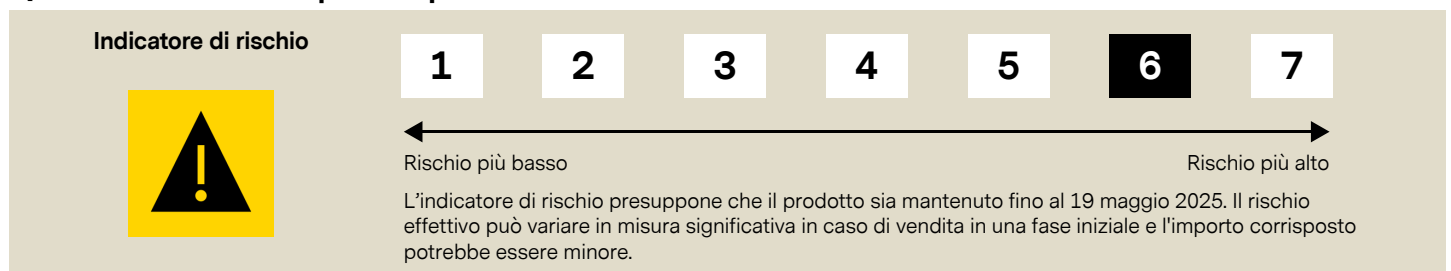 Indicatore di rischio
1 2 3 4 5 6 7
Rischio più basso Rischio più alto
L'indicatore di rischio presuppone che il prodotto sia mantenuto fino al 19 maggio 2025. Il rischio
effettivo può variare in misura significativa in caso di vendita in una fase iniziale e l'importo corrisposto
potrebbe essere minore.